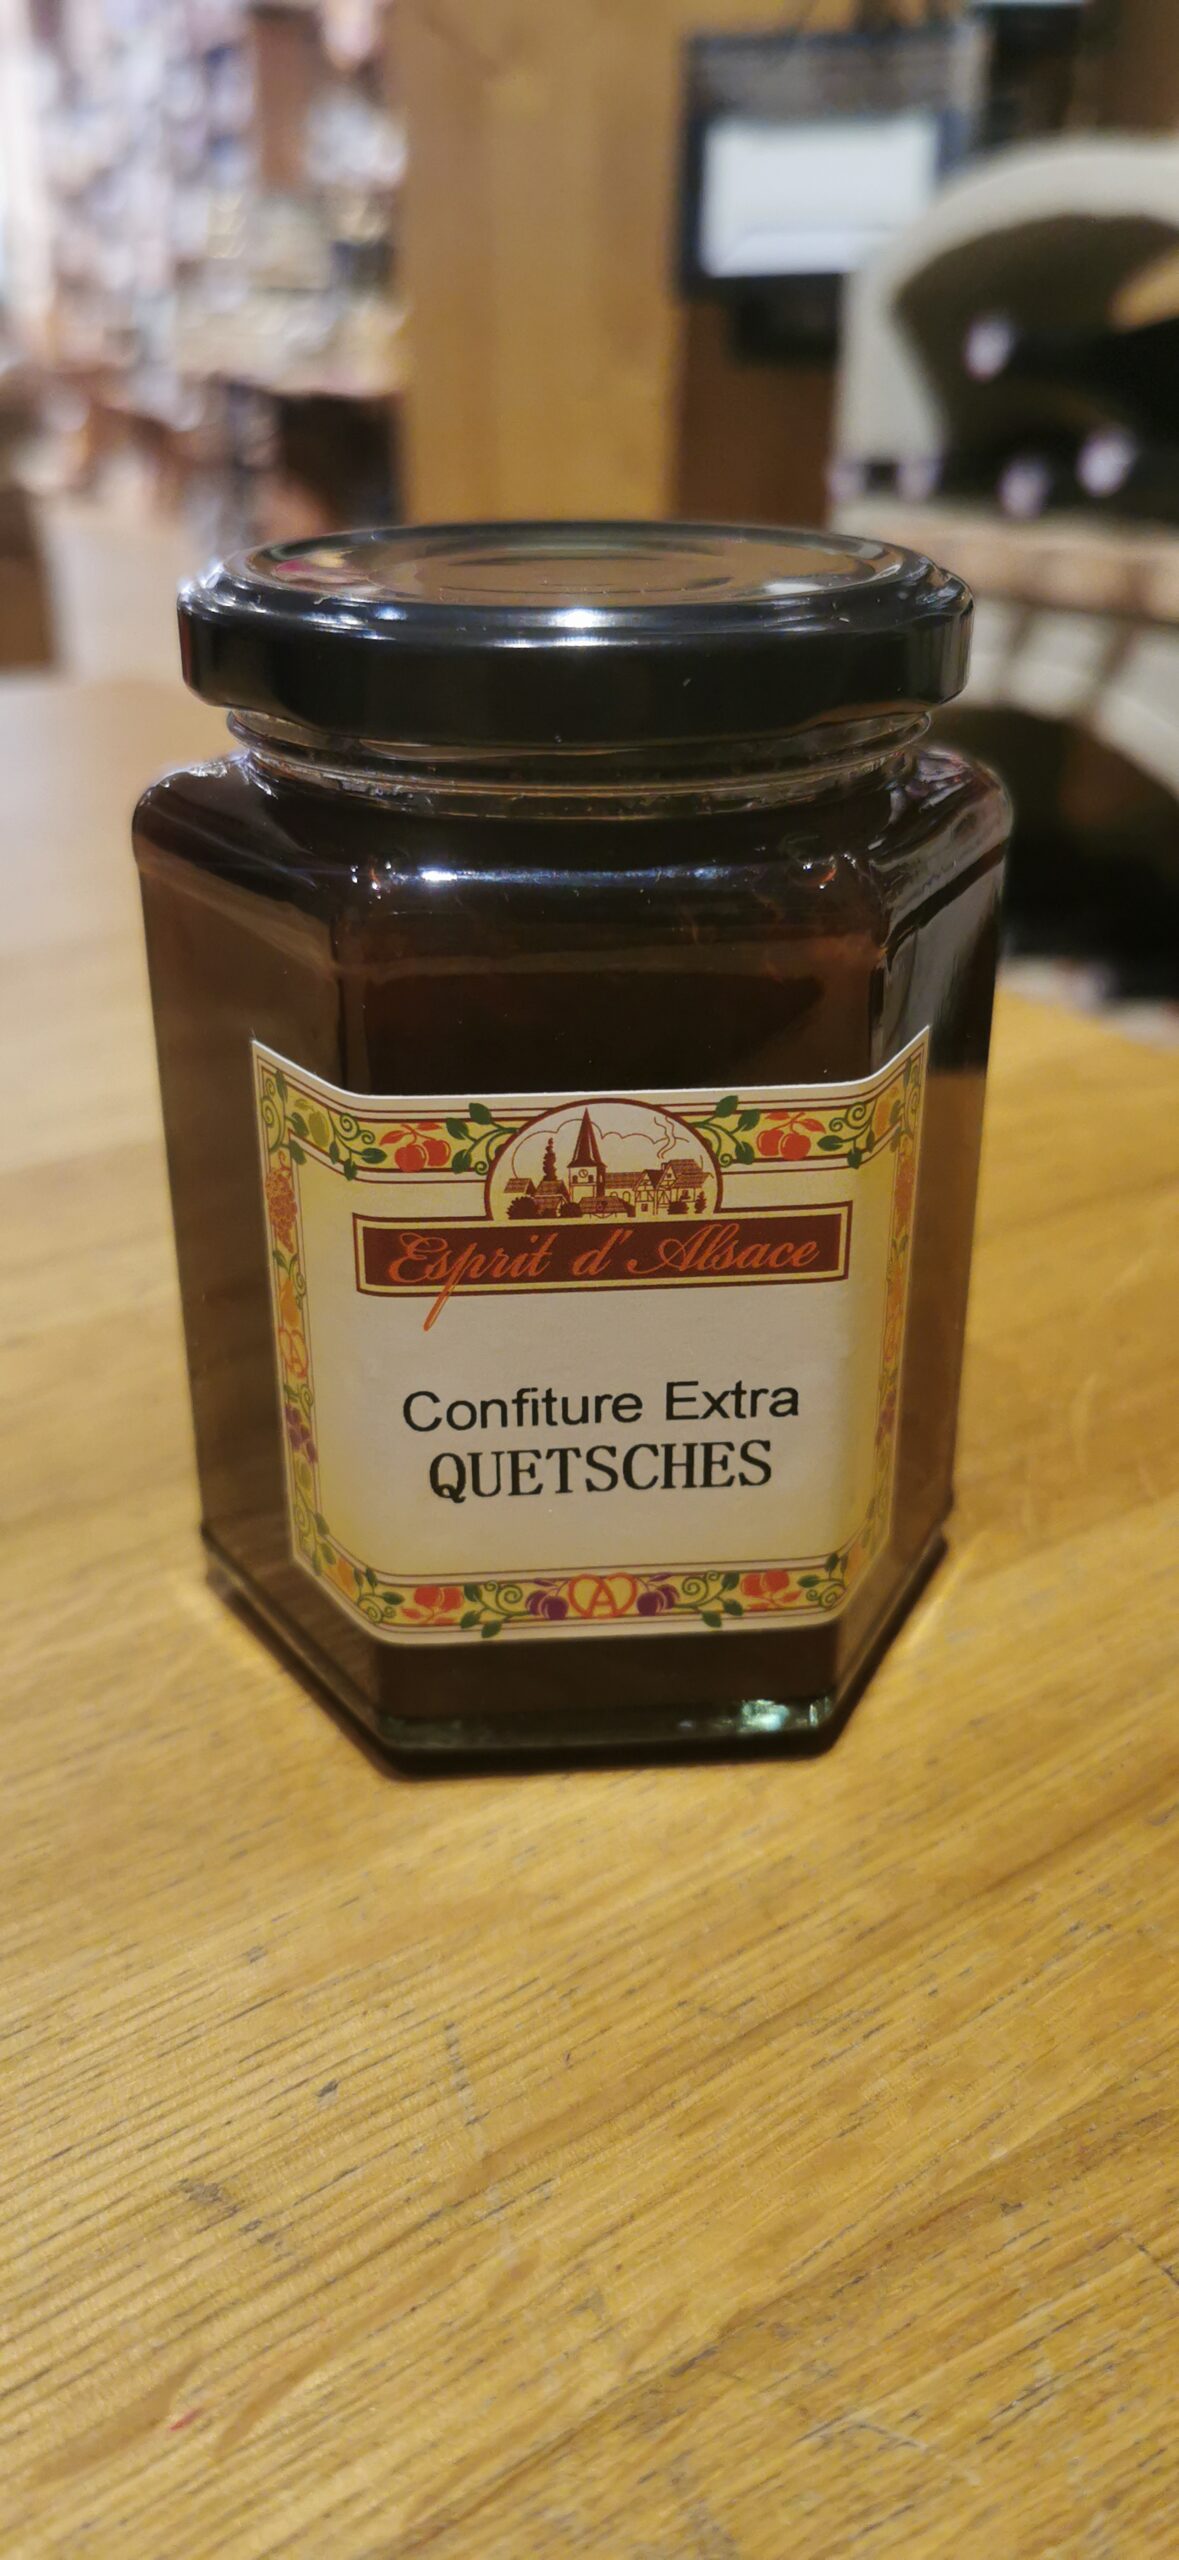 Esprit d'Alsace
Confiture Extra
QUETSCHES
A